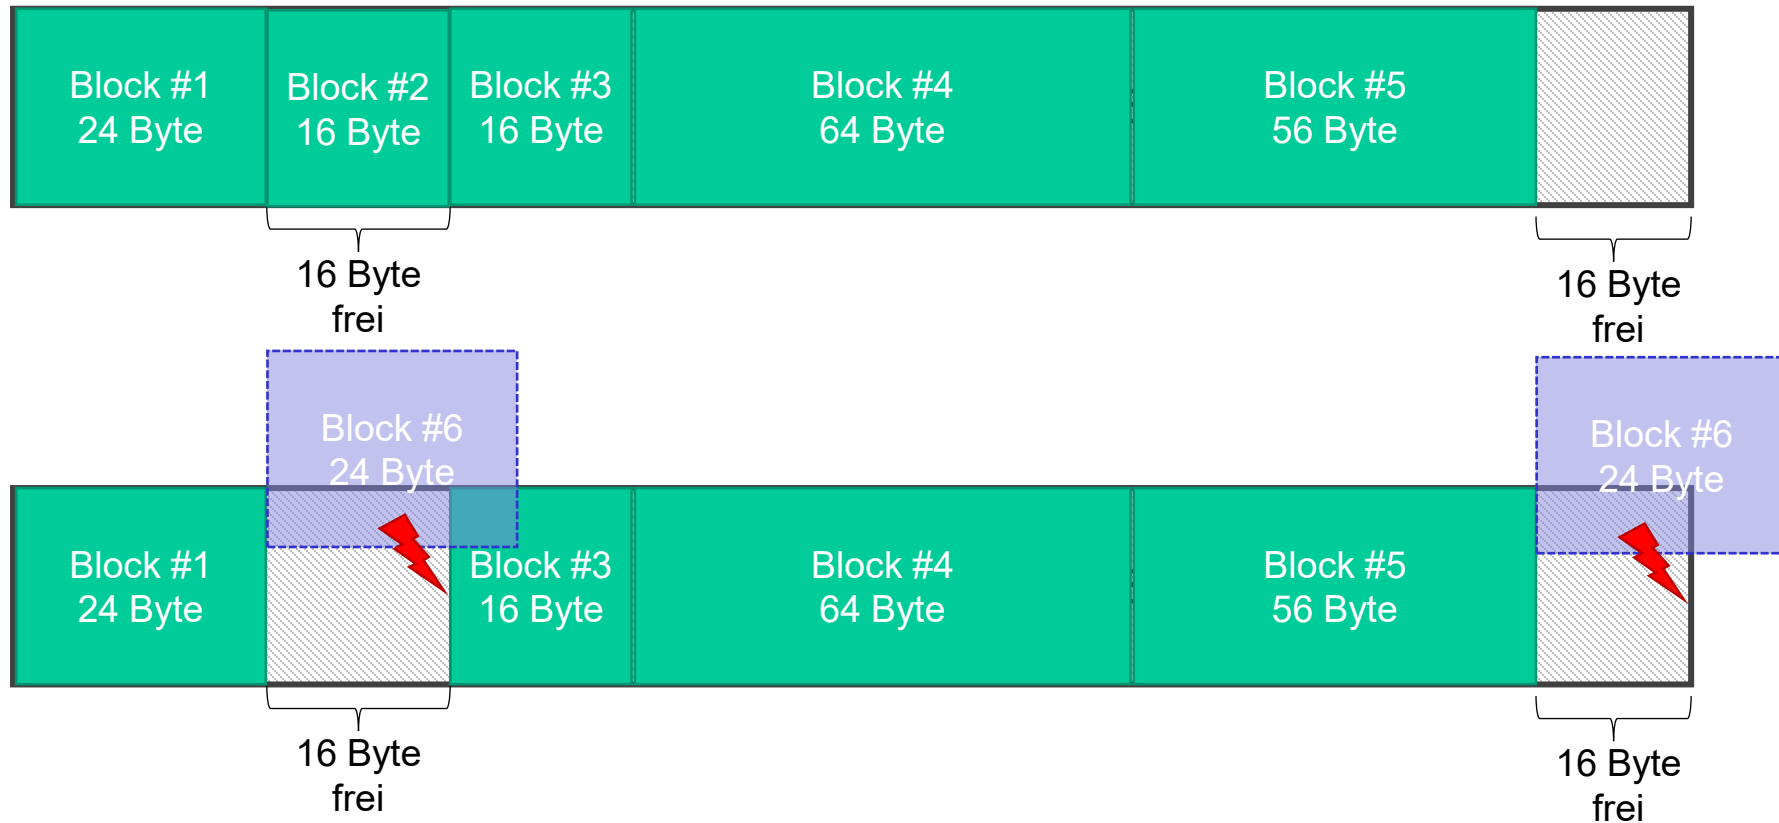 Block #1
24 Byte
Block #2
16 Byte
Block #3
16 Byte
Block #4
64 Byte
Block #5
56 Byte
16 Byte
frei
16 Byte
frei
Block #6
24 Byte
Block #6
24 Byte
Block #1
24 Byte
Block #3
16 Byte
Block #4
64 Byte
Block #5
56 Byte
16 Byte
frei
16 Byte
frei